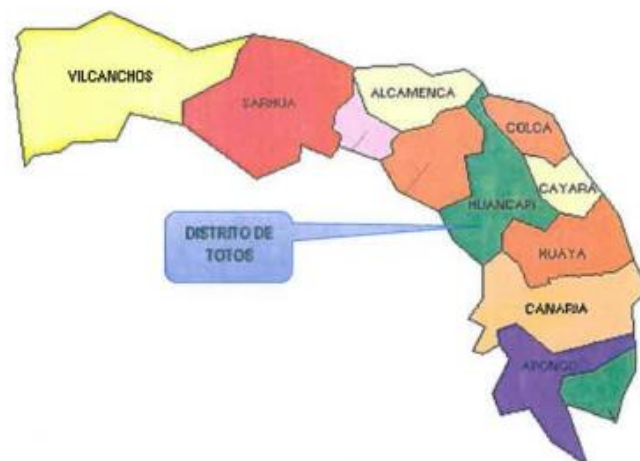 VILCANCHOS
SARHUA
ALCAMENCA
COLCA
CAYARA
HUANCAPI
DISTRITO DE
TOTOS
HUAYA
CANARIA
APONGO